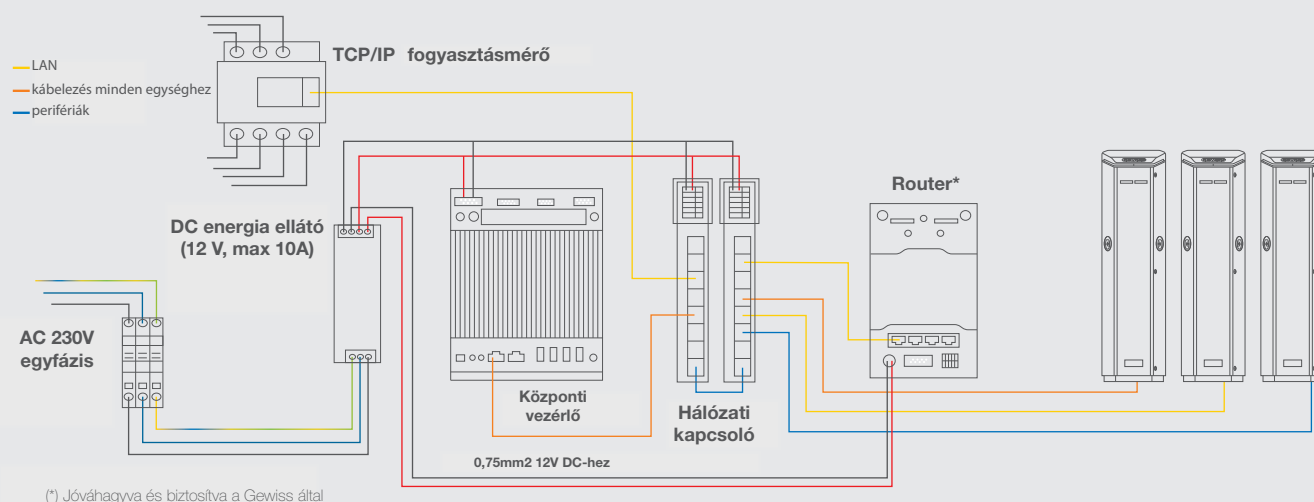 TCP/IP fogyasztásmérő
LAN
kábelezés minden egységhez
perifériák
Router*
DC energia ellátó
(12 V, max 10A)
AC 230V
egyfázis
Központi
vezérlő
Hálózati
kapcsoló
0,75mm2 12V DC-hez
(*) Jóváhagyva és biztosítva a Gewiss által